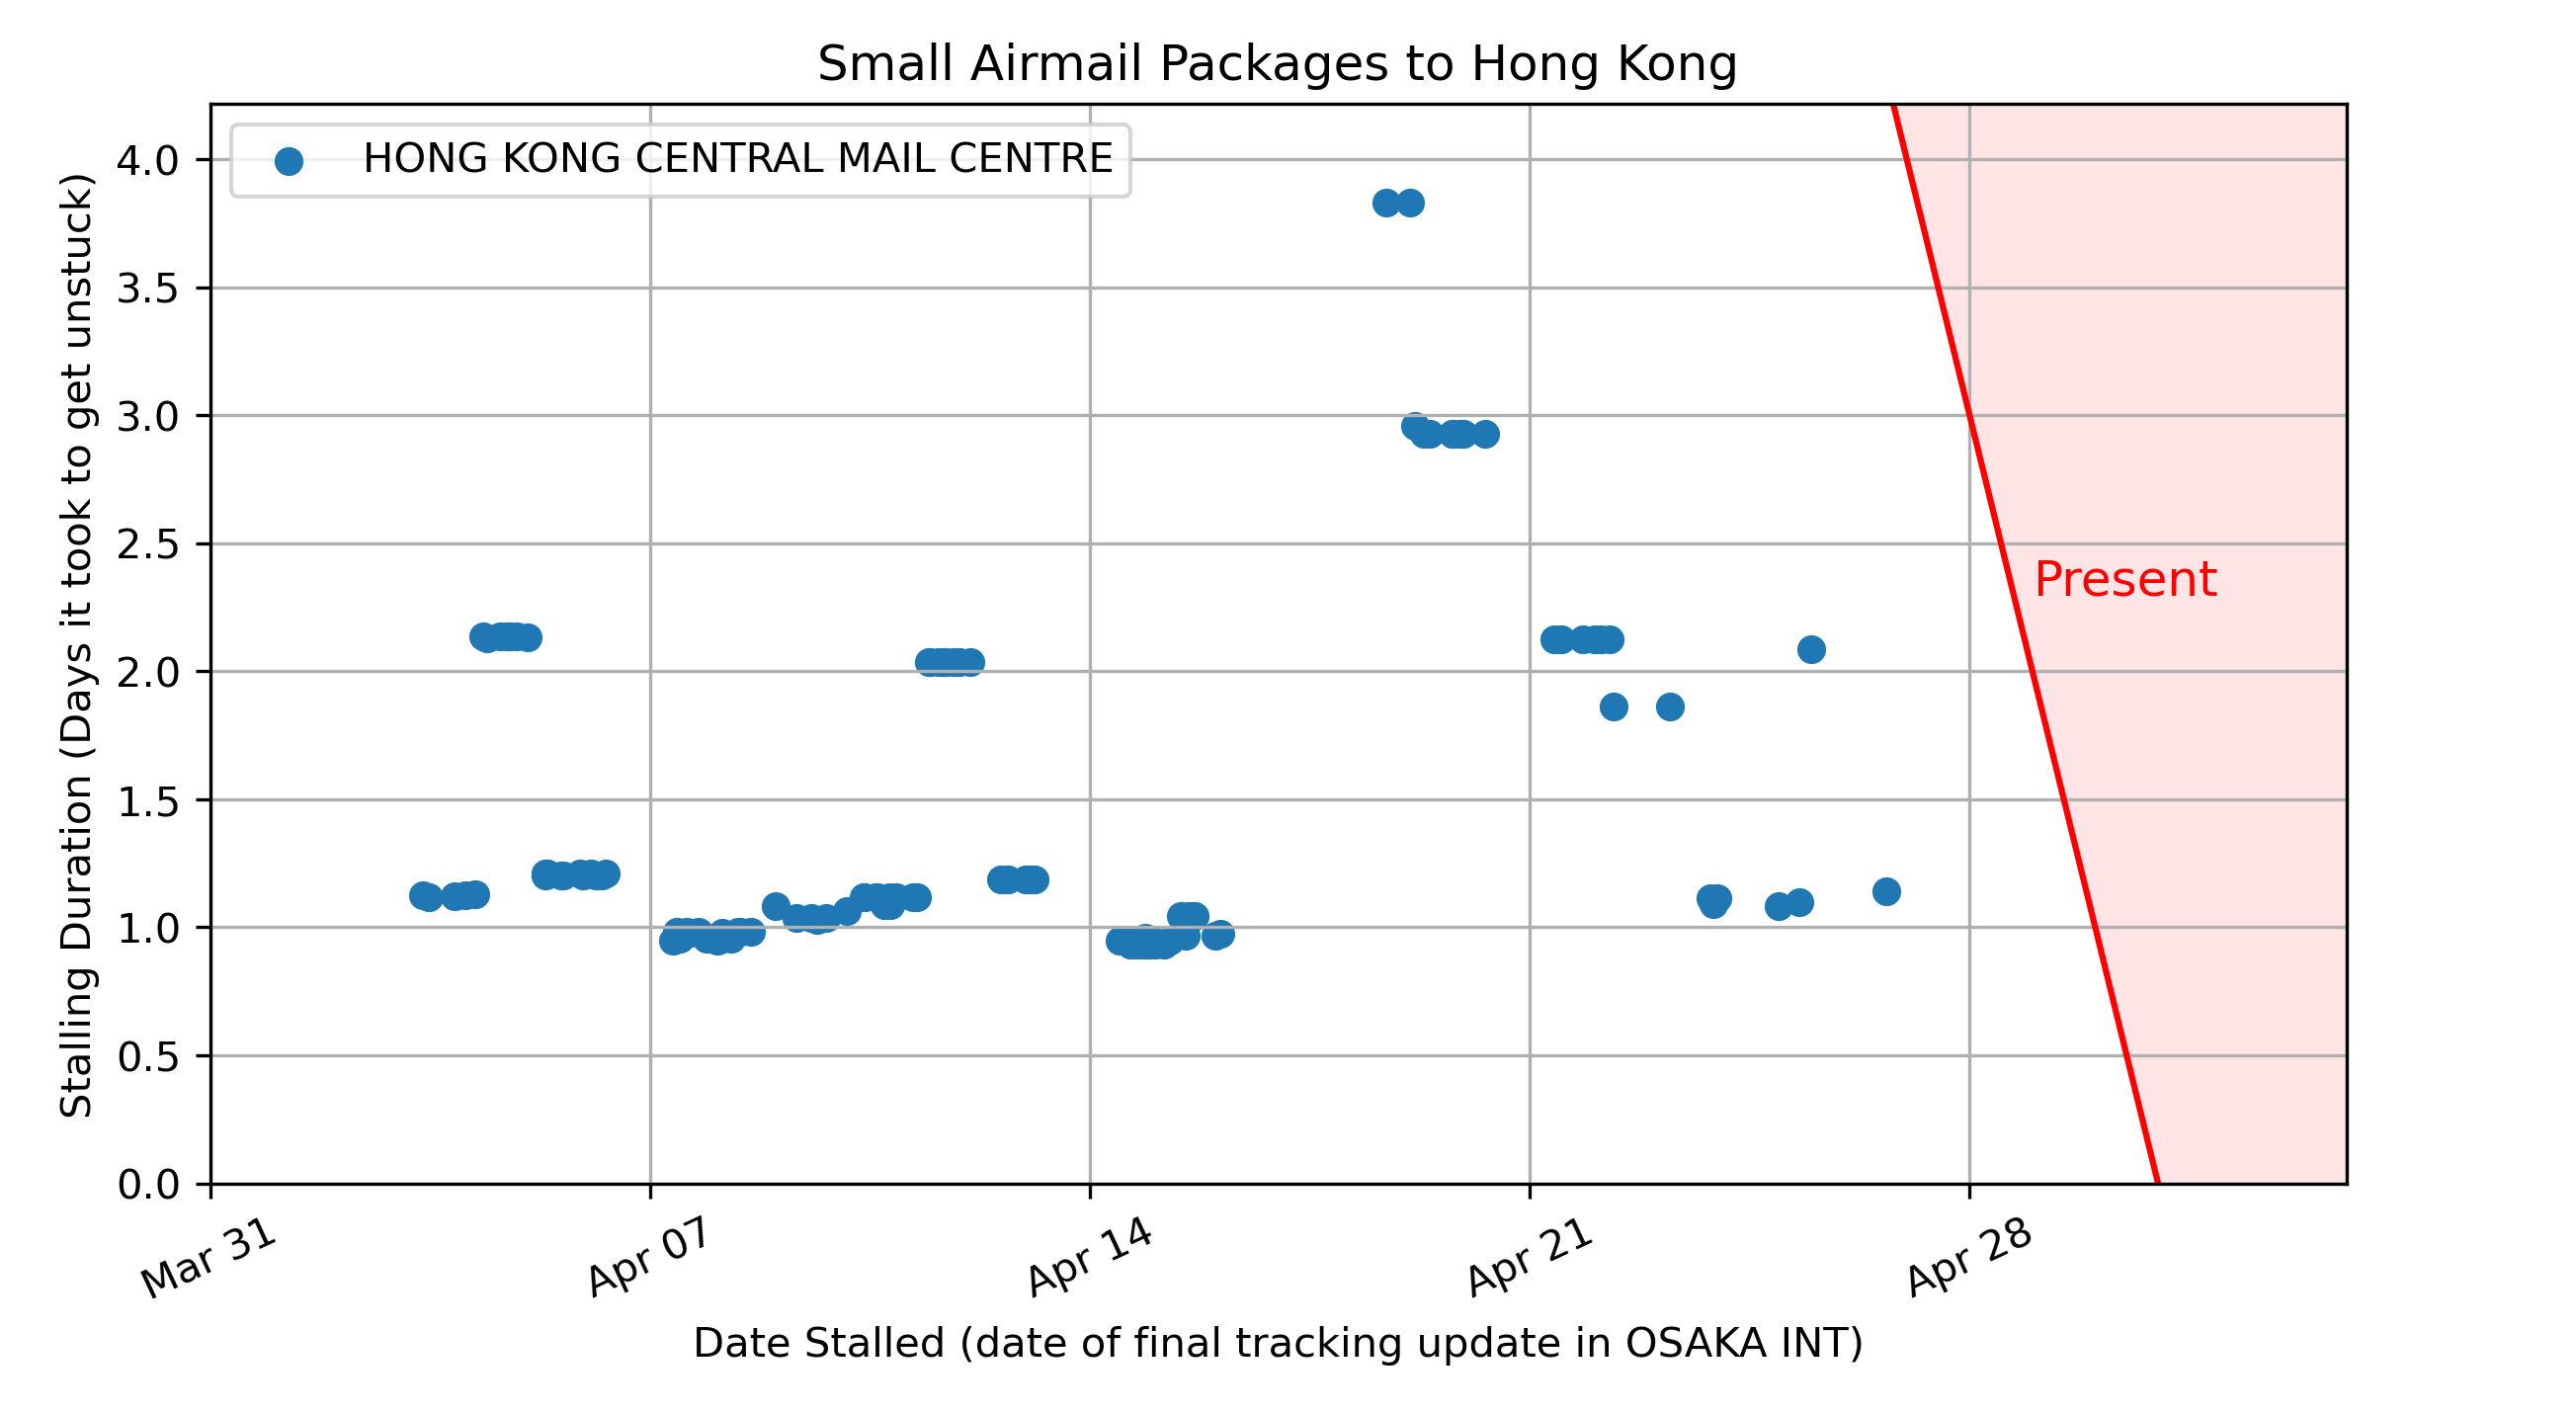 Small Airmail Packages to Hong Kong
HONG KONG CENTRAL MAIL CENTRE
Stalling Duration (Days it took to get unstuck)
4.0
3.5
3.0
2.5
2.0
1.5
1.0
0.5
0.0
Present
Mar 31
Apr 07
Apr 14
Apr 21
Apr 28
Date Stalled (date of final tracking update in OSAKA INT)